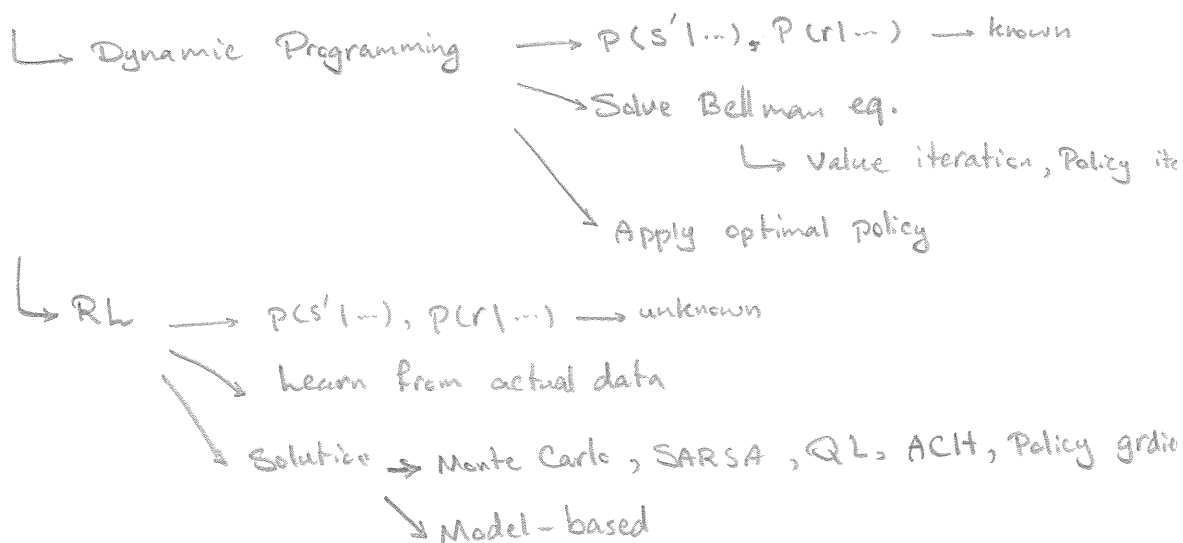 ↳ Dynamic Programming → P(s'|...), P(r|...) → known
→ Solve Bellman eq.
↳ Value iteration, Policy ite
→ Apply optimal policy
↳ RL → P(s'|...), P(r|...) → unknown
→ Learn from actual data
→ Solution → Monte Carlo, SARSA, QL, ACH, Policy grdie
→ Model-based